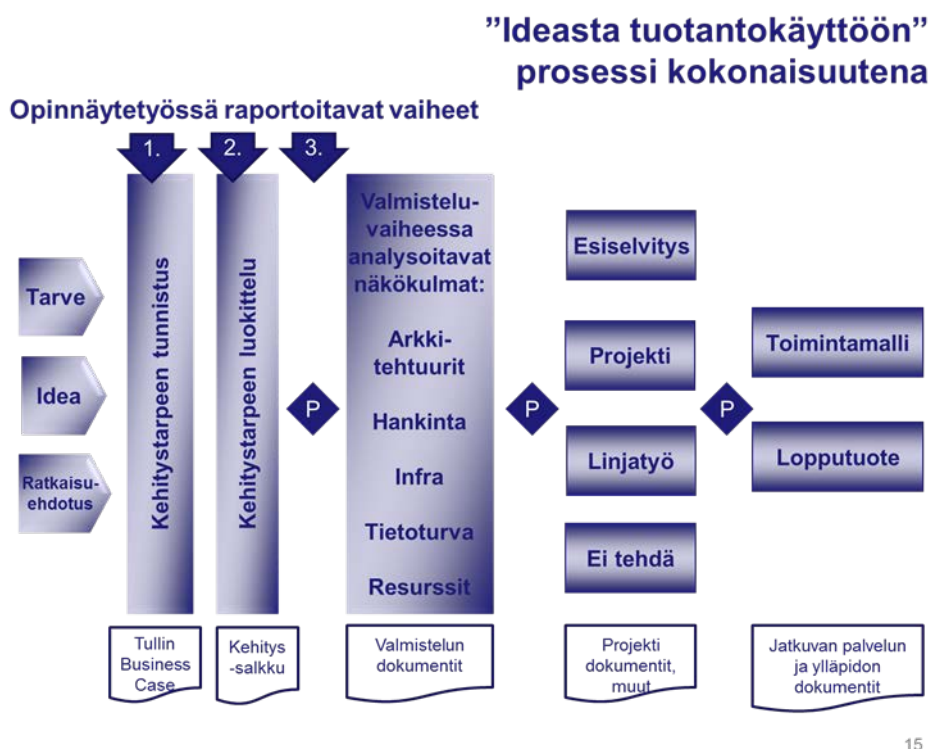 ”Ideasta tuotantokäyttöön”
prosessi kokonaisuutena
Opinnäytetyössä raportoitavat vaiheet
1.
2.
3.
Tarve
Idea
Ratkaisu-
ehdotus
Kehitystarpeen tunnistus
Kehitystarpeen luokittelu
P
Valmistelu-
vaiheessa
analysoitavat
näkökulmat:
Arkki-
tehtuurit
Hankinta
Infra
Tietoturva
Resurssit
P
Esiselvitys
Projekti
Linjatyö
Ei tehdä
P
Toimintamalli
Lopputuote
Tullin
Business
Case
Kehitys
-salkku
Valmistelun
dokumentit
Projekti
dokumentit,
muut
Jatkuvan palvelun
ja ylläpidon
dokumentit
15